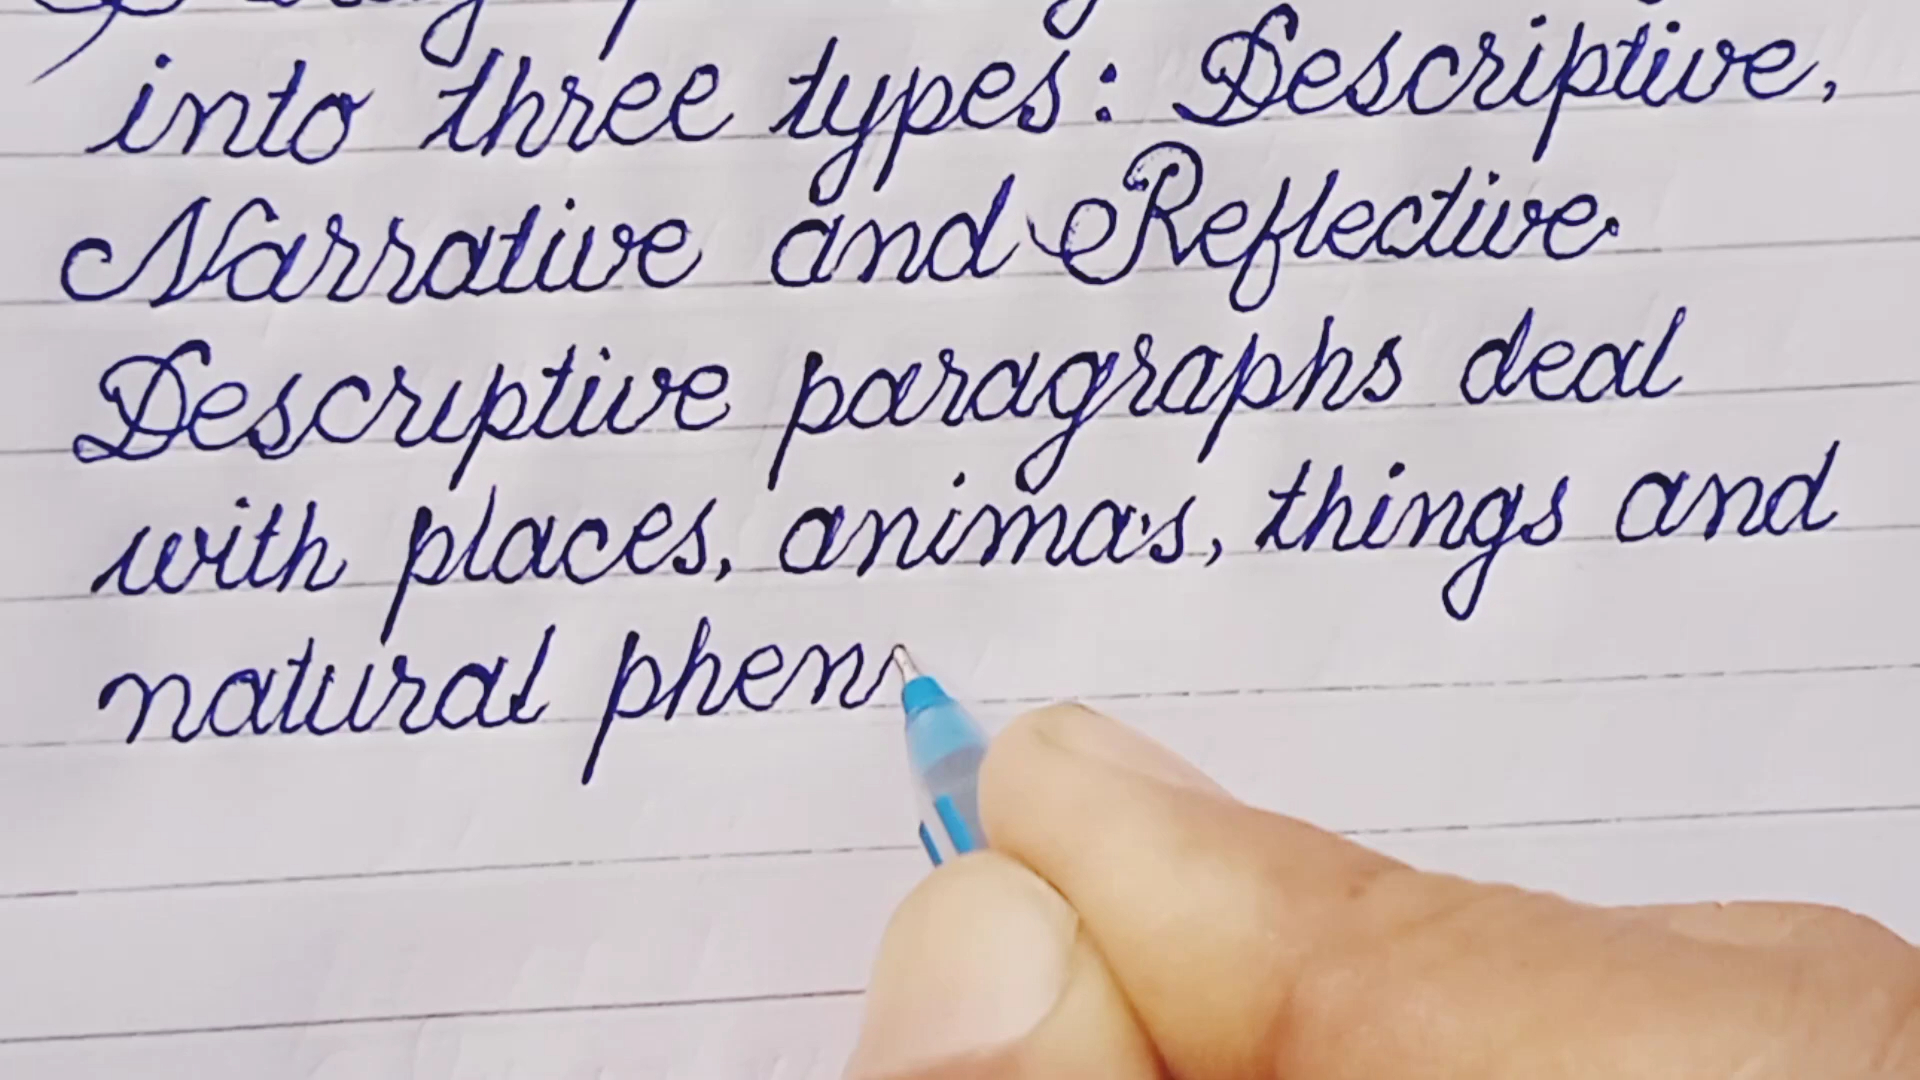 into three types: Descriptive,
Narrative and Reflective.
Descriptive paragraphs deal
with places, animas, things and
natural phen